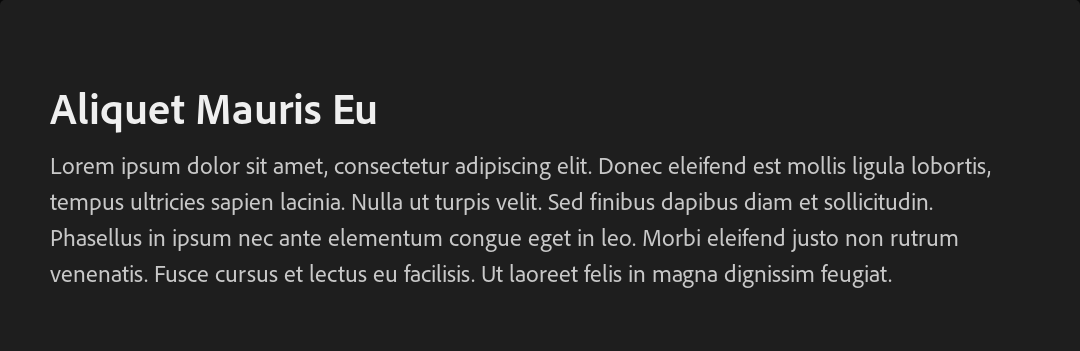 Aliquet Mauris Eu
Lorem ipsum dolor sit amet, consectetur adipiscing elit. Donec eleifend est mollis ligula lobortis,
tempus ultricies sapien lacinia. Nulla ut turpis velit. Sed finibus dapibus diam et sollicitudin.
Phasellus in ipsum nec ante elementum congue eget in leo. Morbi eleifend justo non rutrum
venenatis. Fusce cursus et lectus eu facilisis. Ut laoreet felis in magna dignissim feugiat.